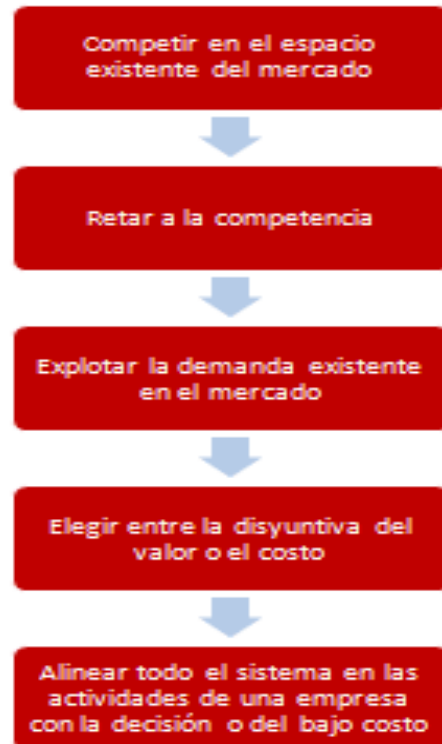 Competir en el espacio
existente del mercado
Retar a la competencia
Explotar la demanda existente
en el mercado
Elegir entre la disyuntiva del
valor o el costo
Alinear todo el sistema en las
actividades de una empresa
con la decisión o del bajo costo